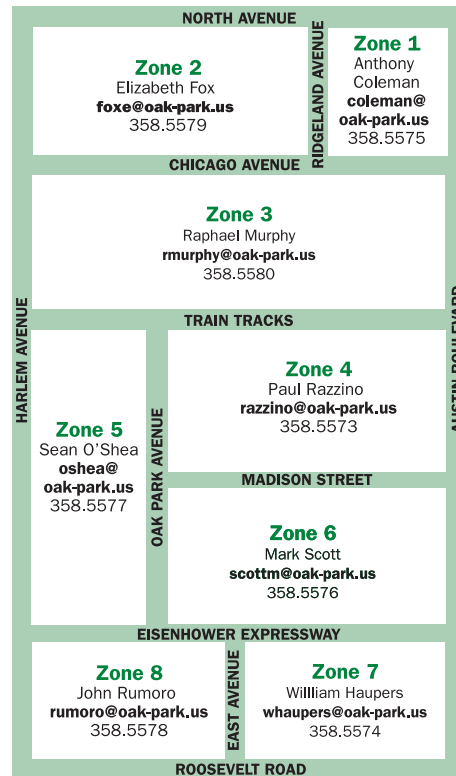 NORTH AVENUE
Zone 2
Elizabeth Fox
foxe@oak-park.us
358.5579
RIDGELAND AVENUE
Zone 1
Anthony
Coleman
coleman@
oak-park.us
358.5575
CHICAGO AVENUE
Zone 3
Raphael Murphy
rmurphy@oak-park.us
358.5580
HARLEM AVENUE
AUSTIN BOULEVARD
TRAIN TRACKS
Zone 5
Sean O'Shea
oshea@
oak-park.us
358.5577
OAK PARK AVENUE
Zone 4
Paul Razzino
razzino@oak-park.us
358.5573
MADISON STREET
Zone 6
Mark Scott
scottm@oak-park.us
358.5576
EISENHOWER EXPRESSWAY
Zone 8
John Rumoro
rumoro@oak-park.us
358.5578
EAST AVENUE
Zone 7
Willliam Haupers
whaupers@oak-park.us
358.5574
ROOSEVELT ROAD